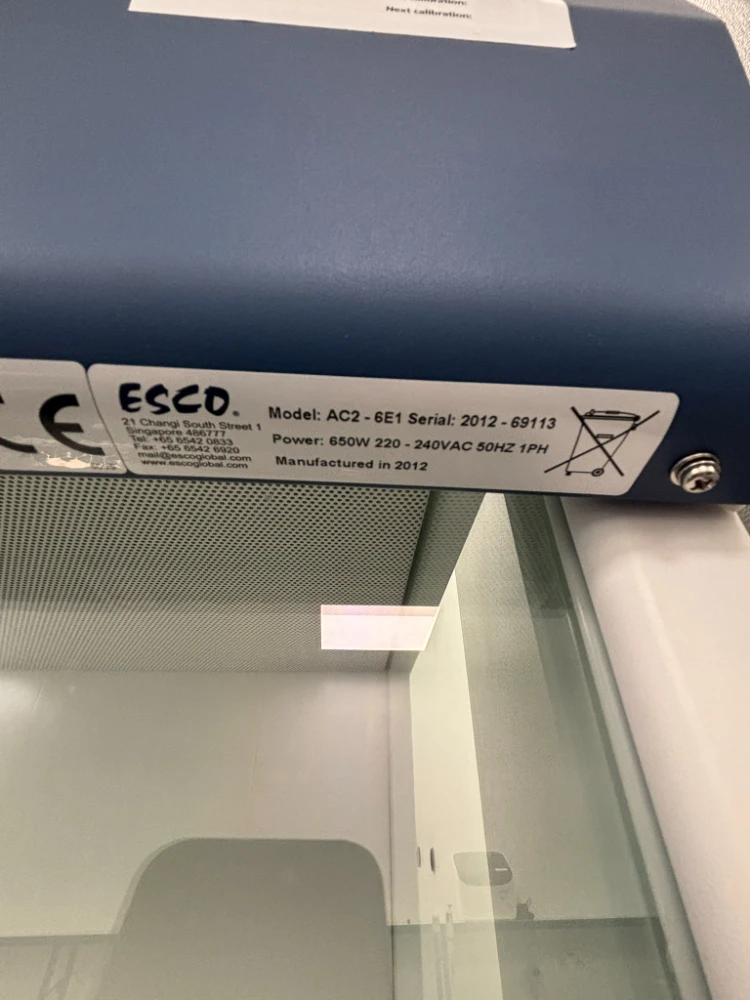 Next calibration:
CE
ESCO®
21 Changi South Street 1
Singapore 486777
Tel: +65 6542 0833
Fax: +65 6542 6920
mail@escoglobal.com
www.escoglobal.com
Model: AC2 - 6E1 Serial: 2012 - 69113
Power: 650W 220 - 240VAC 50HZ 1PH
Manufactured in 2012